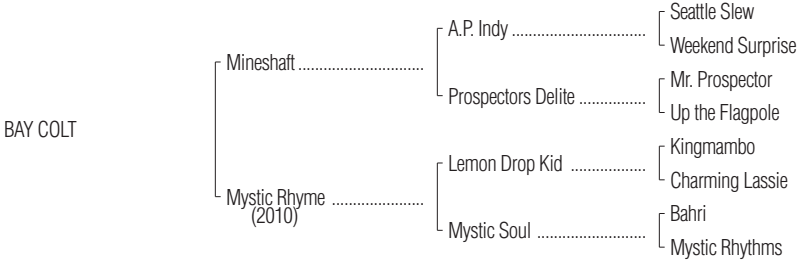 Seattle Slew
A.P. Indy ................................
Weekend Surprise
Mineshaft ..............................
Mr. Prospector
Prospectors Delite ................
Up the Flagpole
BAY COLT
Kingmambo
Lemon Drop Kid ..................
Charming Lassie
Mystic Rhyme ......................
(2010)
Bahri
Mystic Soul ..........................
Mystic Rhythms